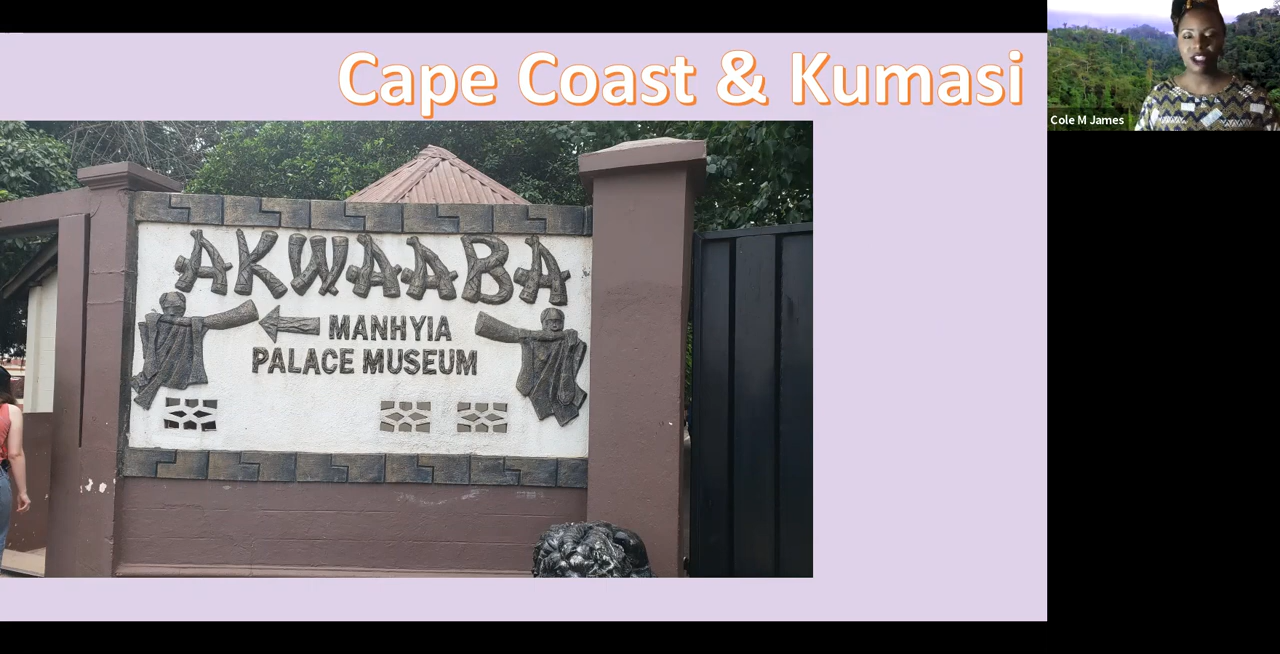 Cape Coast & Kumasi
Cole M James
AKWAABA
MANHYIA
PALACE MUSEUM